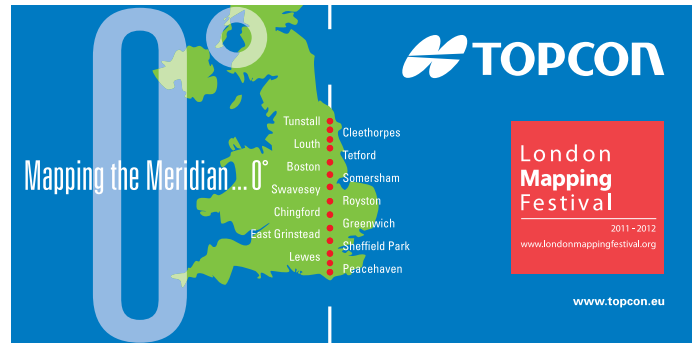 0°
TOPCON
Mapping the Meridian... 0°
Tunstall
Cleethorpes
Louth
Tetford
Boston
Somersham
Swavesey
Royston
Chingford
Greenwich
East Grinstead
Sheffield Park
Lewes
Peacehaven
London
Mapping
Festival
2011 - 2012
www.londonmappingfestival.org
www.topcon.eu